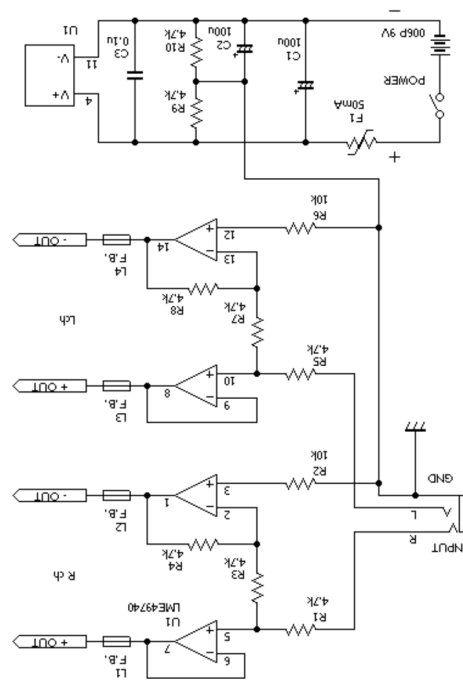 6
5
7
U1
LME49740
L1
F.B.
+ OUT
R1
4.7k
R3
4.7k
R ch
R4
4.7k
NPUT
R
L
GND
2
3
1
L2
F.B.
- OUT
R2
10k
9
10
8
L3
F.B.
+ OUT
R5
4.7k
R7
4.7k
Lch
R8
4.7k
13
12
14
L4
F.B.
- OUT
R6
10k
+
F1
50mA
POWER
006P 9V
−
C1
100u
+
R9
4.7k
R10
4.7k
C2
100u
+
C3
0.1u
4
11
V+
V-
U1